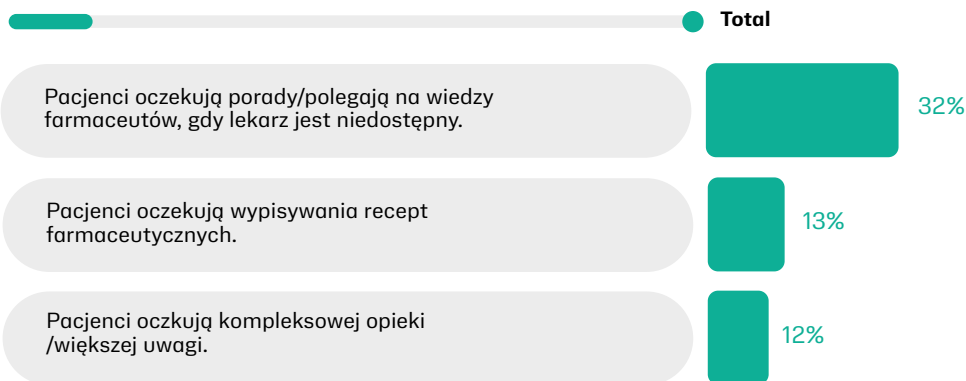 Total
Pacjenci oczekują porady/polegają na wiedzy
farmaceutów, gdy lekarz jest niedostępny.
32%
Pacjenci oczekują wypisywania recept
farmaceutycznych.
13%
Pacjenci oczkują kompleksowej opieki
/większej uwagi.
12%